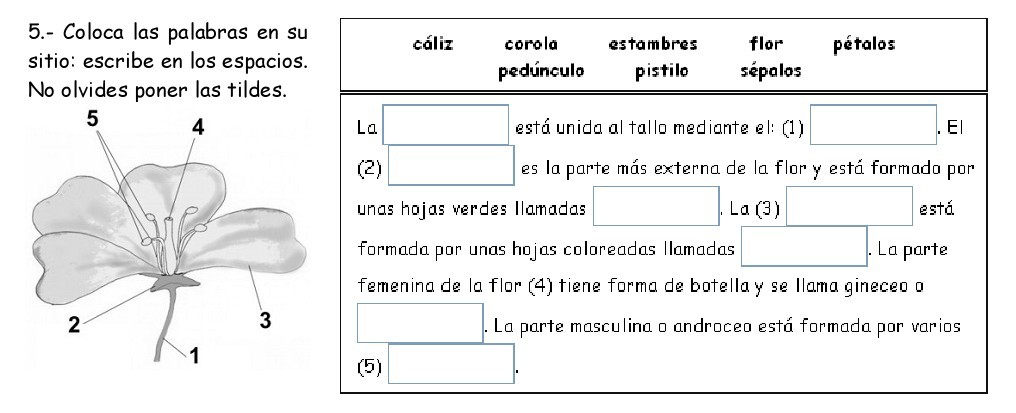 5.- Coloca las palabras en su
sitio: escribe en los espacios.
No olvides poner las tildes.
5
4
2
3
1
cáliz corola estambres flor pétalos
pedúnculo pistilo sépalos
La está unida al tallo mediante el: (1) . El
(2) es la parte más externa de la flor y está formado por
unas hojas verdes llamadas . La (3) está
formada por unas hojas coloreadas llamadas . La parte
femenina de la flor (4) tiene forma de botella y se llama gineceo o
. La parte masculina o androceo está formada por varios
(5) .